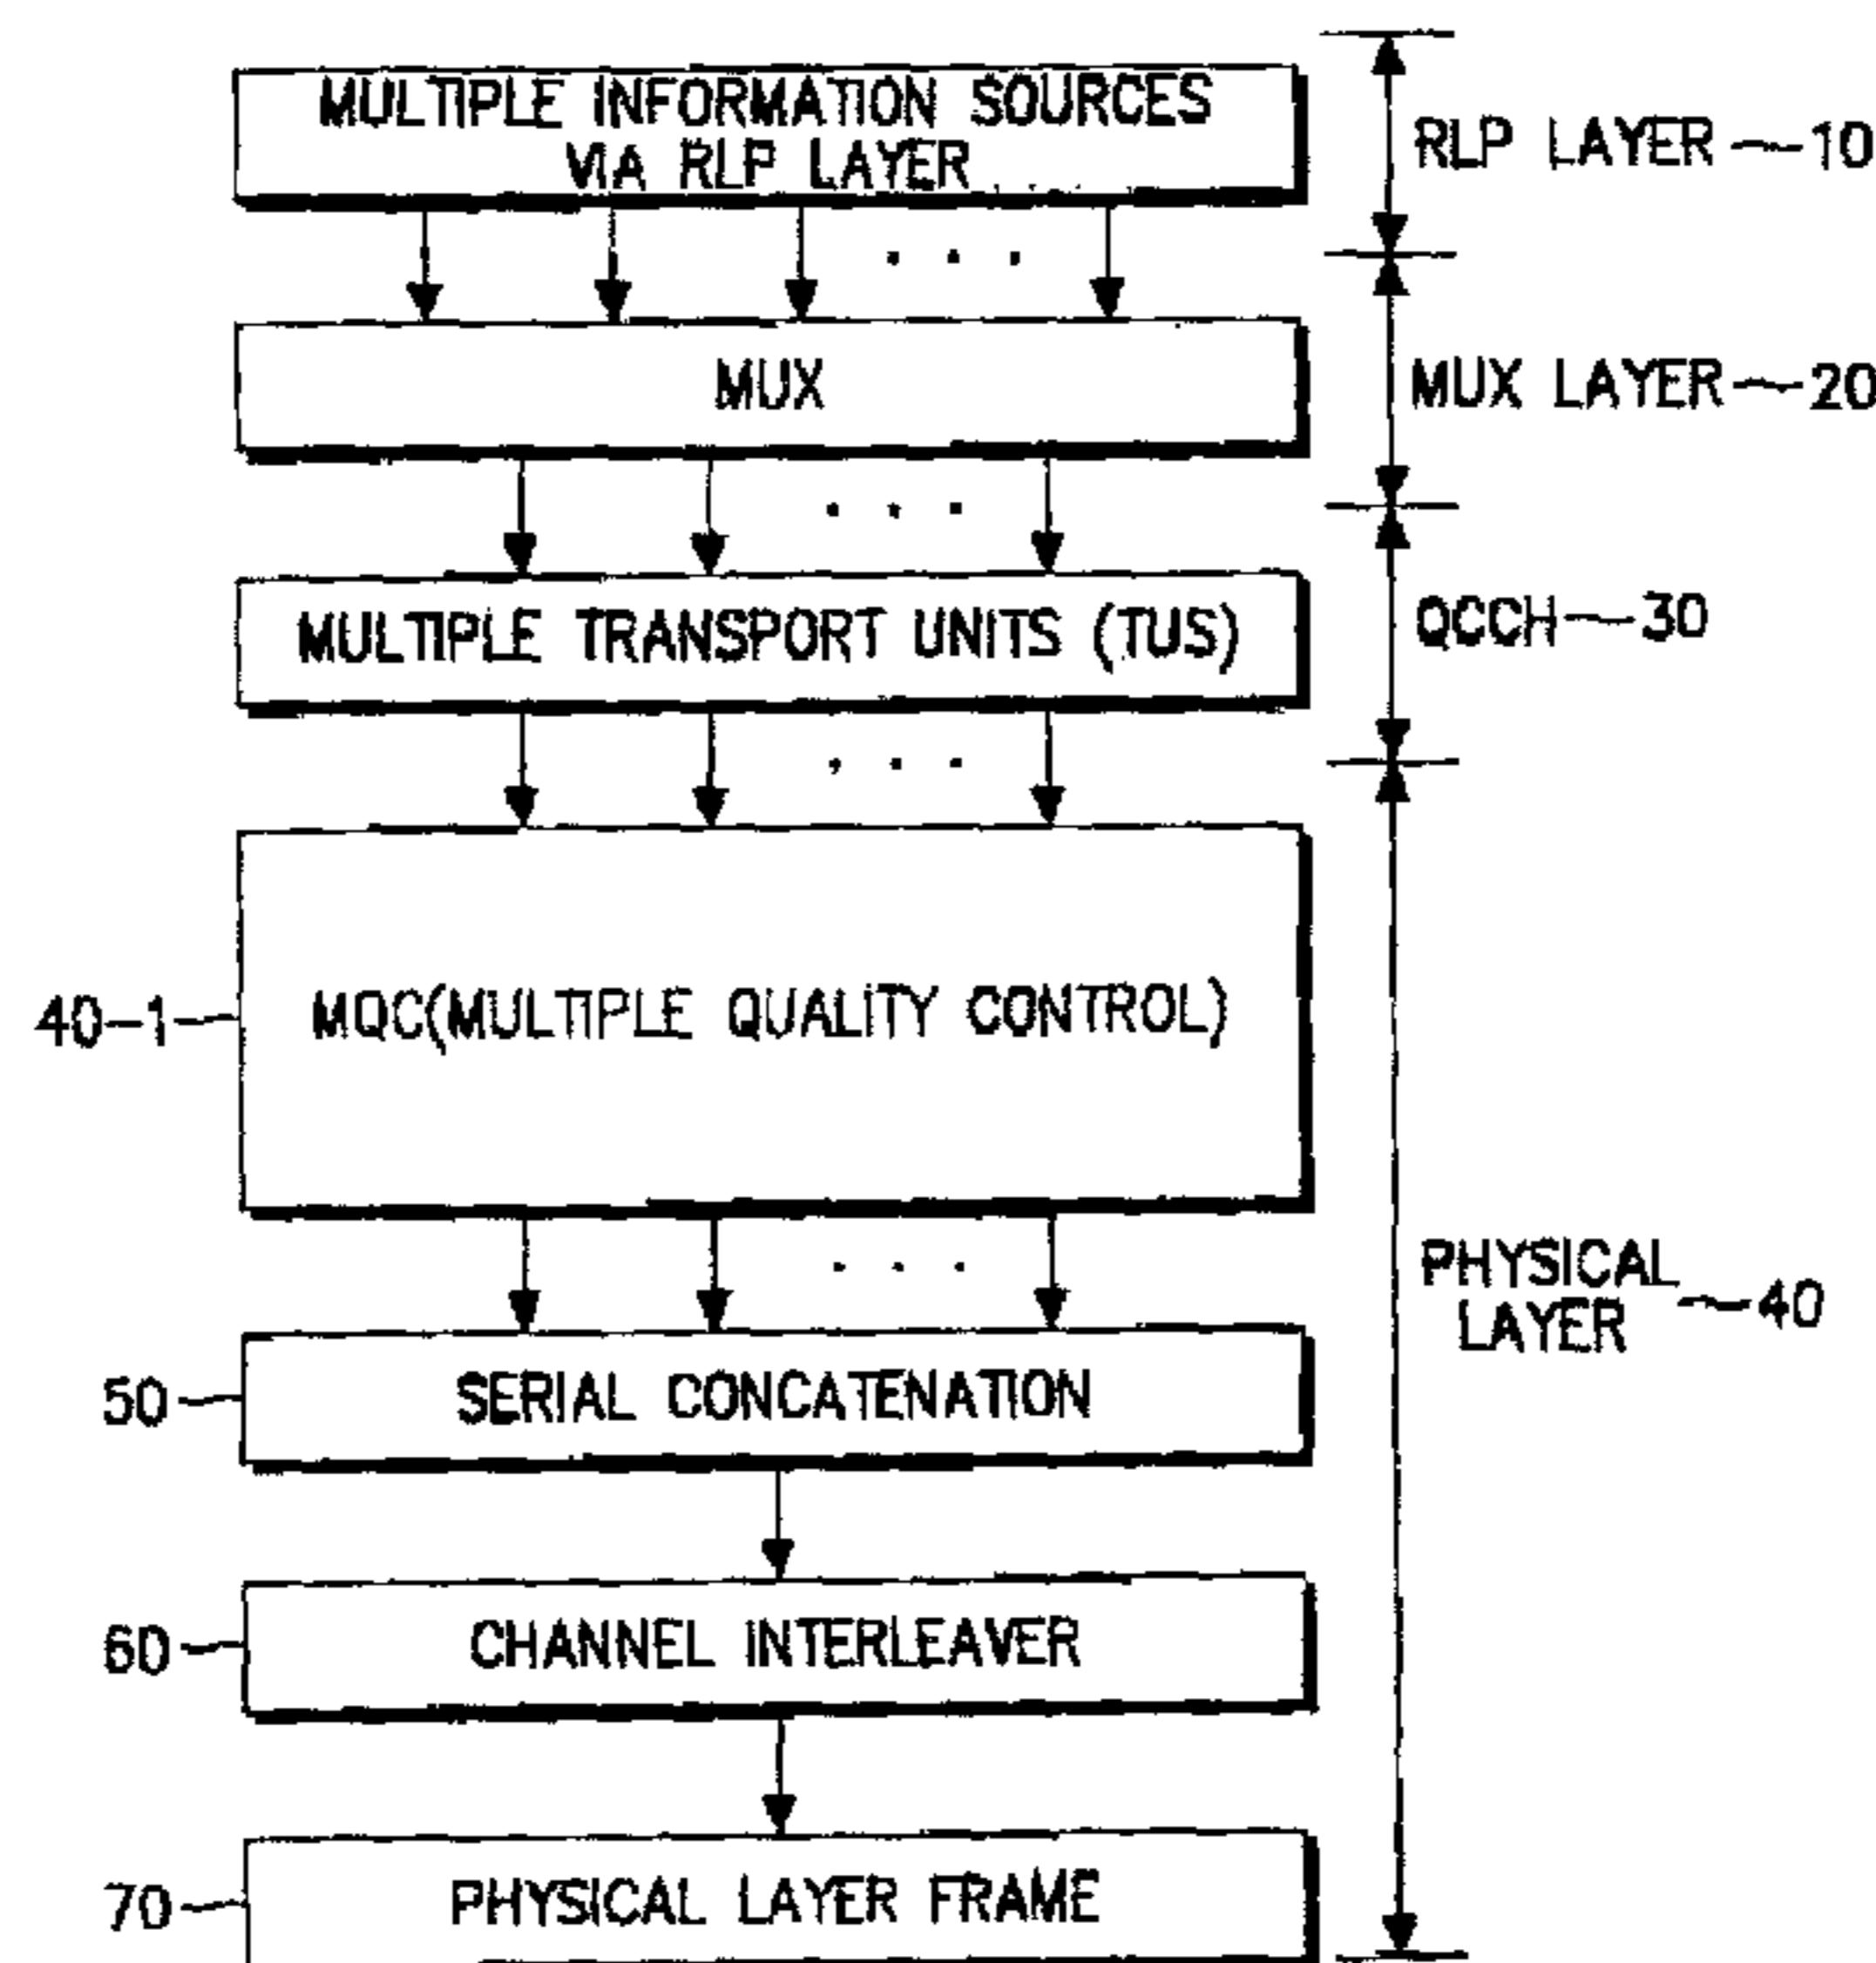 MULTIPLE INFORMATION SOURCES
VIA RLP LAYER
RLP LAYER 10
MUX
MUX LAYER 20
MULTIPLE TRANSPORT UNITS (TUS)
QCCH 30
40-1
MQC(MULTIPLE QUALITY CONTROL)
PHYSICAL
LAYER
40
50
SERIAL CONCATENATION
60
CHANNEL INTERLEAVER
70
PHYSICAL LAYER FRAME